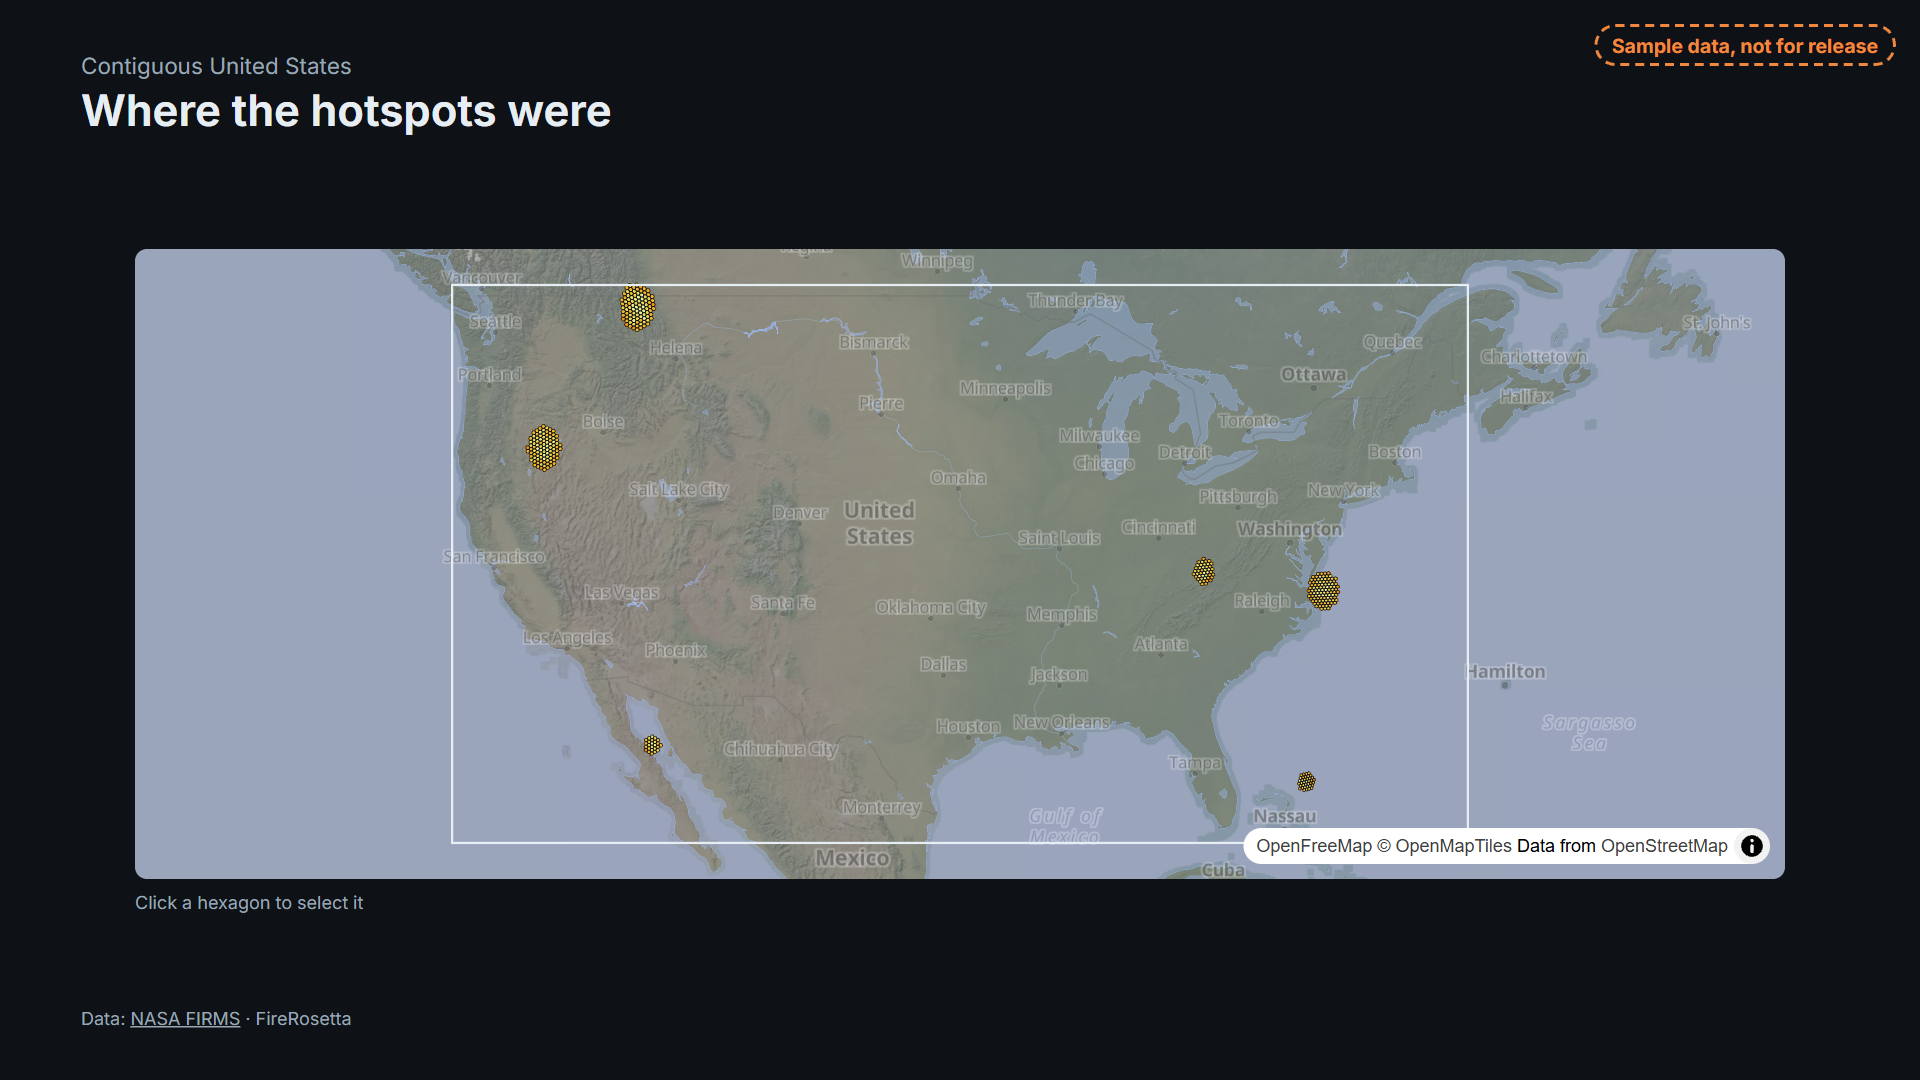 Sample data, not for release
Contiguous United States
Where the hotspots were
Winnipeg
Vancouver
Thunder Bay
Seattle
St. John's
Helena
Bismarck
Quebec
Charlottetown
Portland
Ottawa
Minneapolis
Halifax
Pierre
Boise
Toronto
Milwaukee
Detroit
Boston
Chicago
Omaha
Salt Lake City
Pittsburgh
New York
Denver
United
States
Cincinnati
Washington
Saint Louis
San Francisco
Las Vegas
Santa Fe
Oklahoma City
Memphis
Raleigh
Los Angeles
Phoenix
Atlanta
Dallas
Jackson
Hamilton
Houston
New Orleans
Sargasso
Sea
Chihuahua City
Tampa
Monterrey
Gulf of
Mexico
Nassau
Mexico
Cuba
OpenFreeMap © OpenMapTiles Data from OpenStreetMap
Click a hexagon to select it
Data: NASA FIRMS · FireRosetta